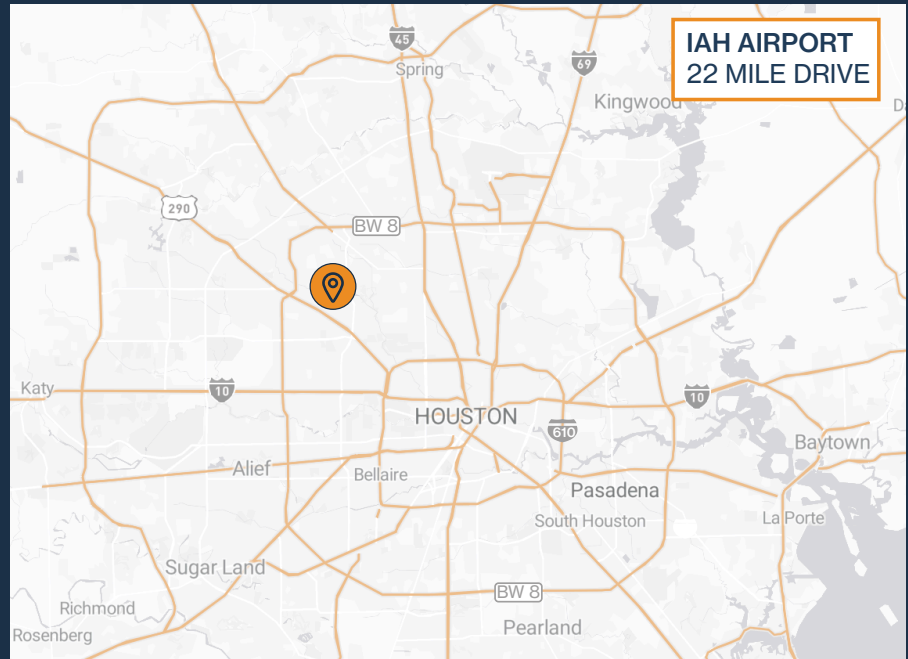 IAH AIRPORT
22 MILE DRIVE
45
Spring
69
Kingwood
290
BW 8
Katy
10
10
HOUSTON
610
Baytown
Alief
Bellaire
Pasadena
La Porte
South Houston
Sugar Land
BW 8
Richmond
Pearland
Rosenberg